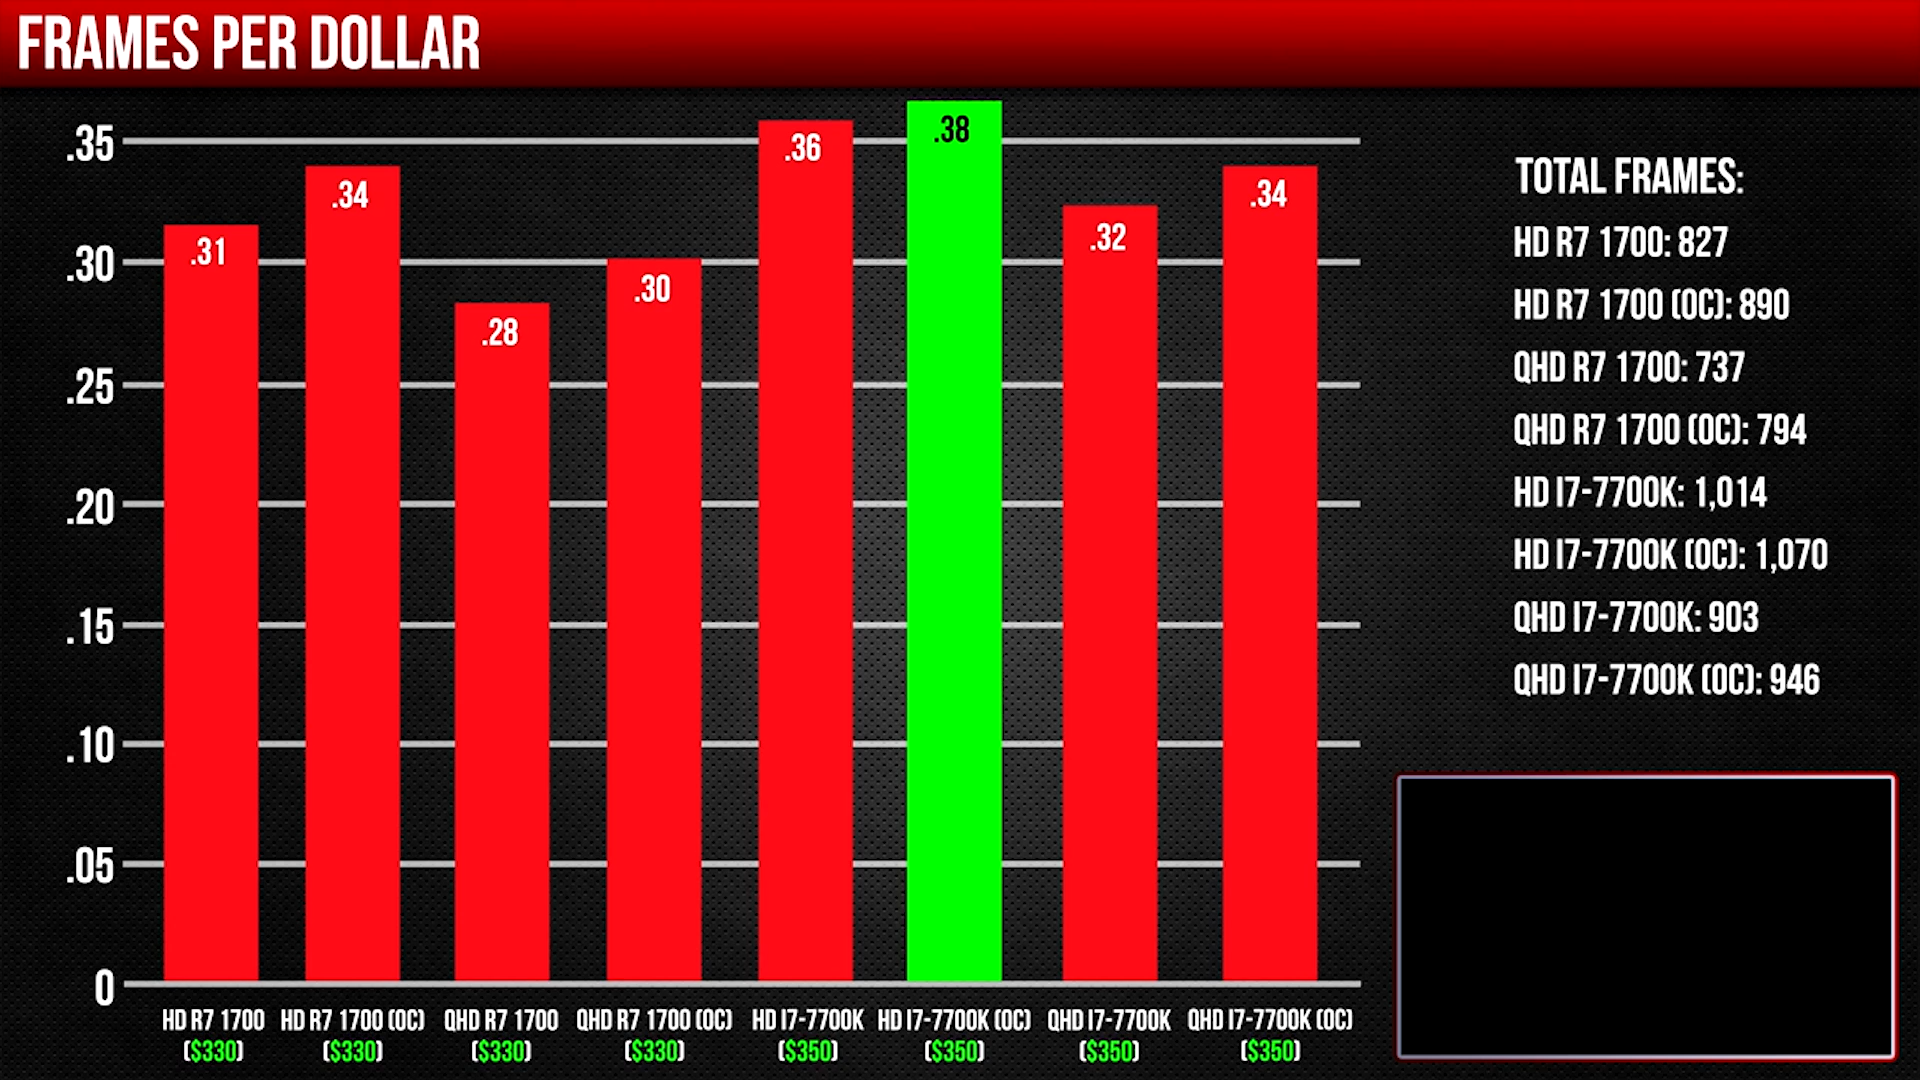 FRAMES PER DOLLAR
.35
.30
.25
.20
.15
.10
.05
0
.31
.34
.28
.30
.36
.38
.32
.34
HD R7 1700
($330)
HD R7 1700 (OC)
($330)
QHD R7 1700
($330)
QHD R7 1700 (OC)
($330)
HD I7-7700K
($350)
HD I7-7700K (OC)
($350)
QHD I7-7700K
($350)
QHD I7-7700K (OC)
($350)
TOTAL FRAMES:
HD R7 1700: 827
HD R7 1700 (OC): 890
QHD R7 1700: 737
QHD R7 1700 (OC): 794
HD I7-7700K: 1,014
HD I7-7700K (OC): 1,070
QHD I7-7700K: 903
QHD I7-7700K (OC): 946